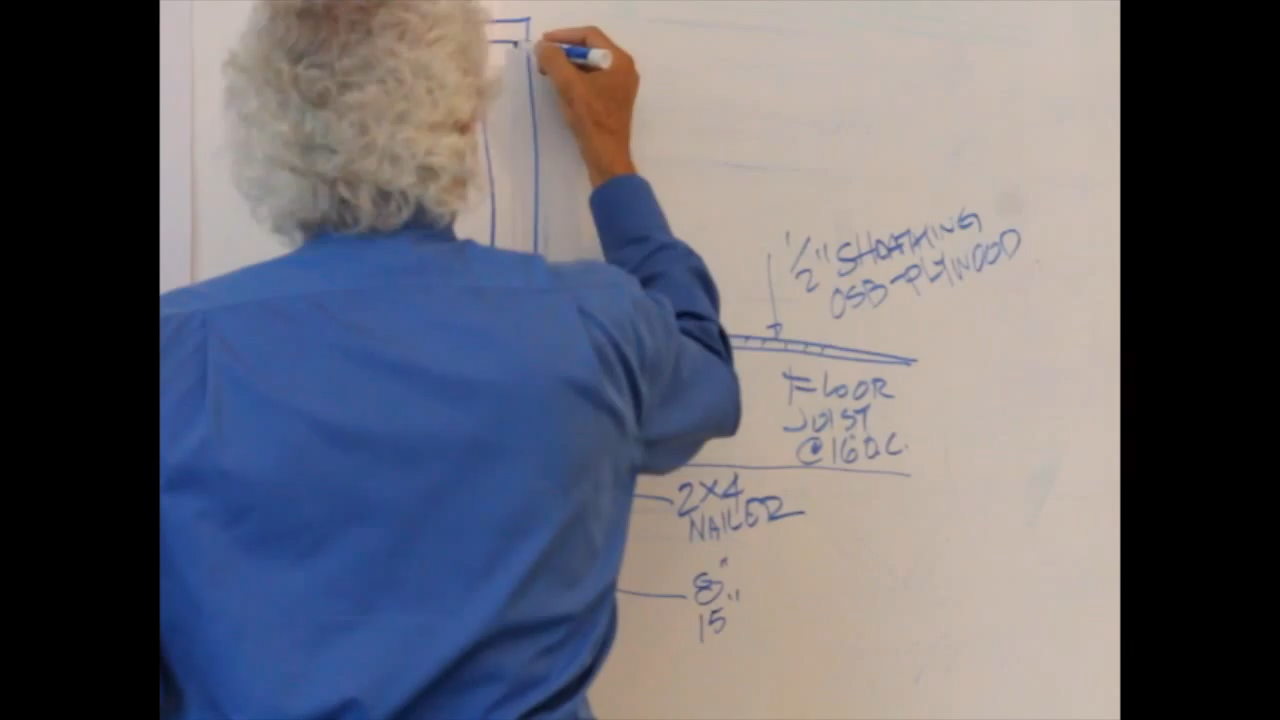 1/2" SHEATHING
OSB-PLYWOOD
FLOOR
JOIST
@ 16 O.C.
2X4
NAILER
8"
15"